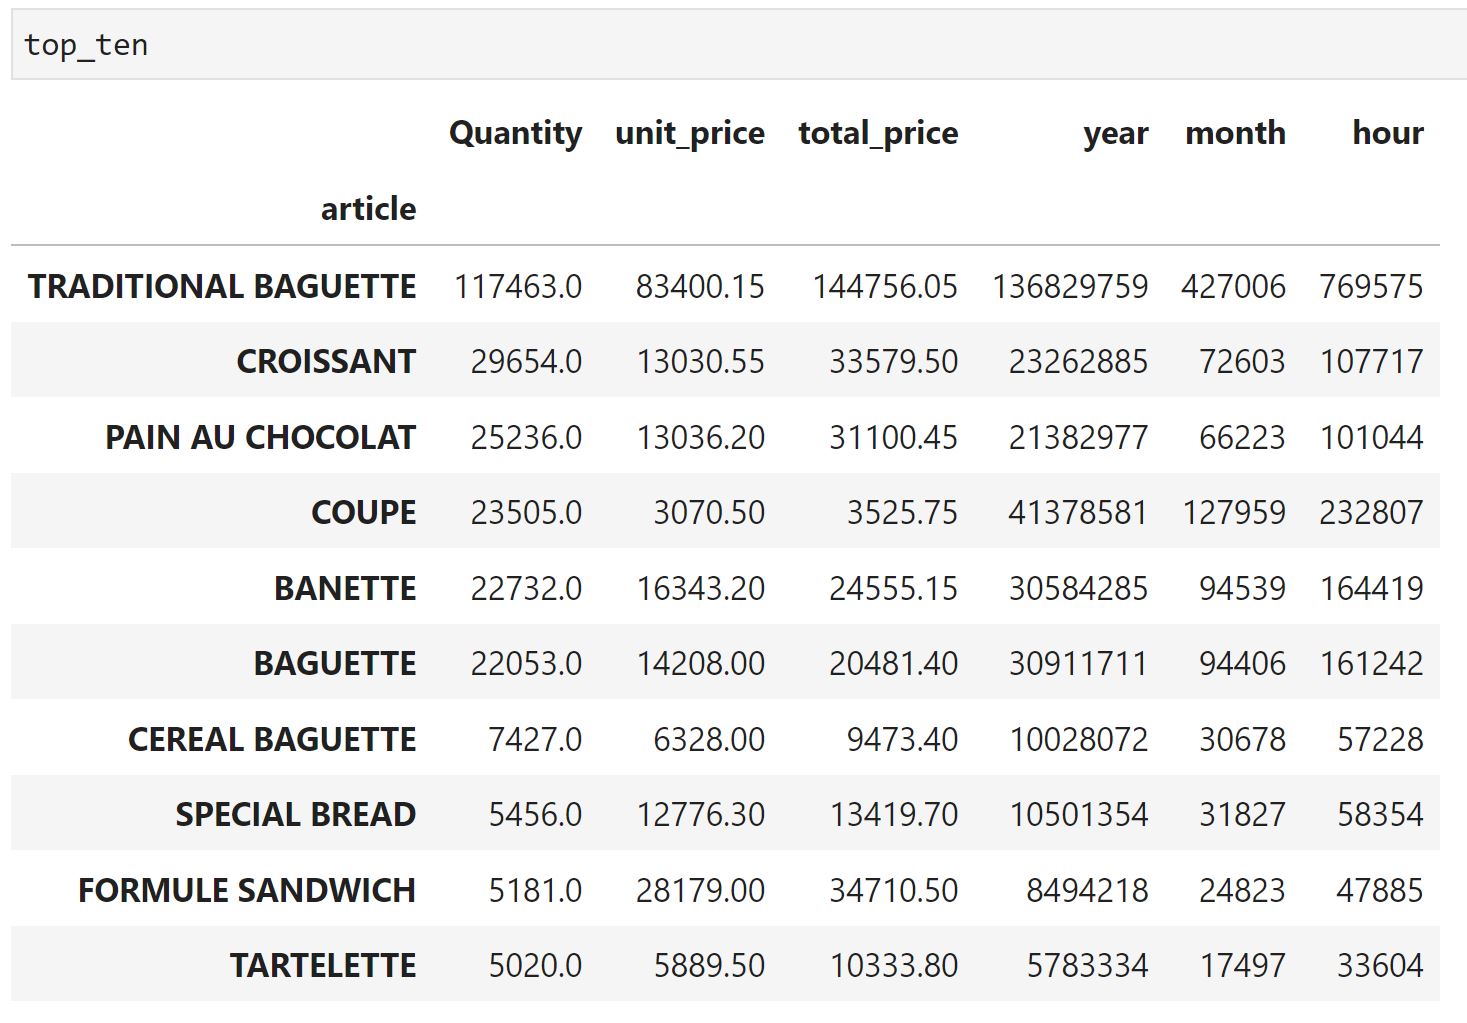 top_ten
Quantity unit_price total_price year month hour
article
TRADITIONAL BAGUETTE 117463.0 83400.15 144756.05 136829759 427006 769575
CROISSANT 29654.0 13030.55 33579.50 23262885 72603 107717
PAIN AU CHOCOLAT 25236.0 13036.20 31100.45 21382977 66223 101044
COUPE 23505.0 3070.50 3525.75 41378581 127959 232807
BANETTE 22732.0 16343.20 24555.15 30584285 94539 164419
BAGUETTE 22053.0 14208.00 20481.40 30911711 94406 161242
CEREAL BAGUETTE 7427.0 6328.00 9473.40 10028072 30678 57228
SPECIAL BREAD 5456.0 12776.30 13419.70 10501354 31827 58354
FORMULE SANDWICH 5181.0 28179.00 34710.50 8494218 24823 47885
TARTELETTE 5020.0 5889.50 10333.80 5783334 17497 33604